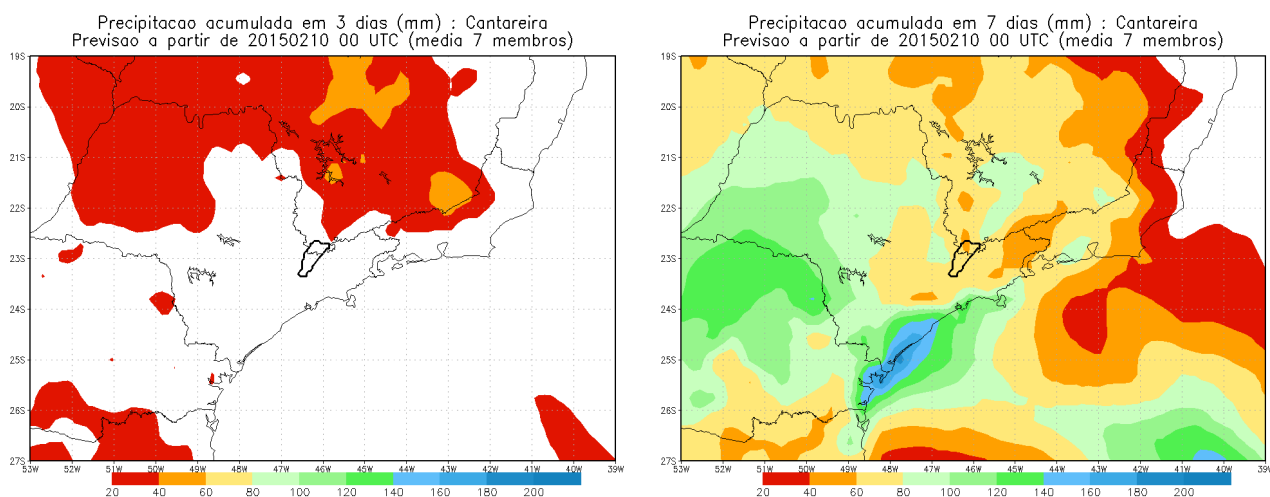 Precipitacao acumulada em 3 dias (mm) : Cantareira
Previsao a partir de 20150210 00 UTC (media 7 membros)
19S
20S
21S
22S
23S
24S
25S
26S
27S
53W 52W 51W 50W 49W 48W 47W 46W 45W 44W 43W 42W 41W 40W 39W
20 40 60 80 100 120 140 160 180 200
Precipitacao acumulada em 7 dias (mm) : Cantareira
Previsao a partir de 20150210 00 UTC (media 7 membros)
19S
20S
21S
22S
23S
24S
25S
26S
27S
53W 52W 51W 50W 49W 48W 47W 46W 45W 44W 43W 42W 41W 40W 39W
20 40 60 80 100 120 140 160 180 200